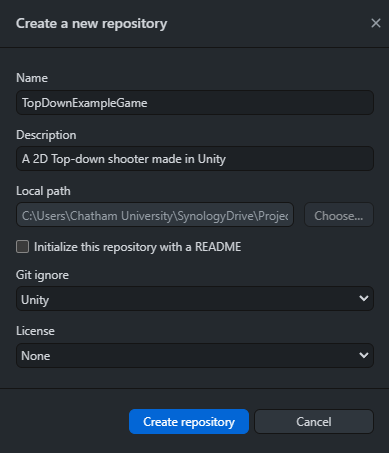 Create a new repository
Name
TopDownExampleGame
Description
A 2D Top-down shooter made in Unity
Local path
C:\Users\Chatham University\SynologyDrive\Projec
Choose...
Initialize this repository with a README
Git ignore
Unity
License
None
Create repository
Cancel